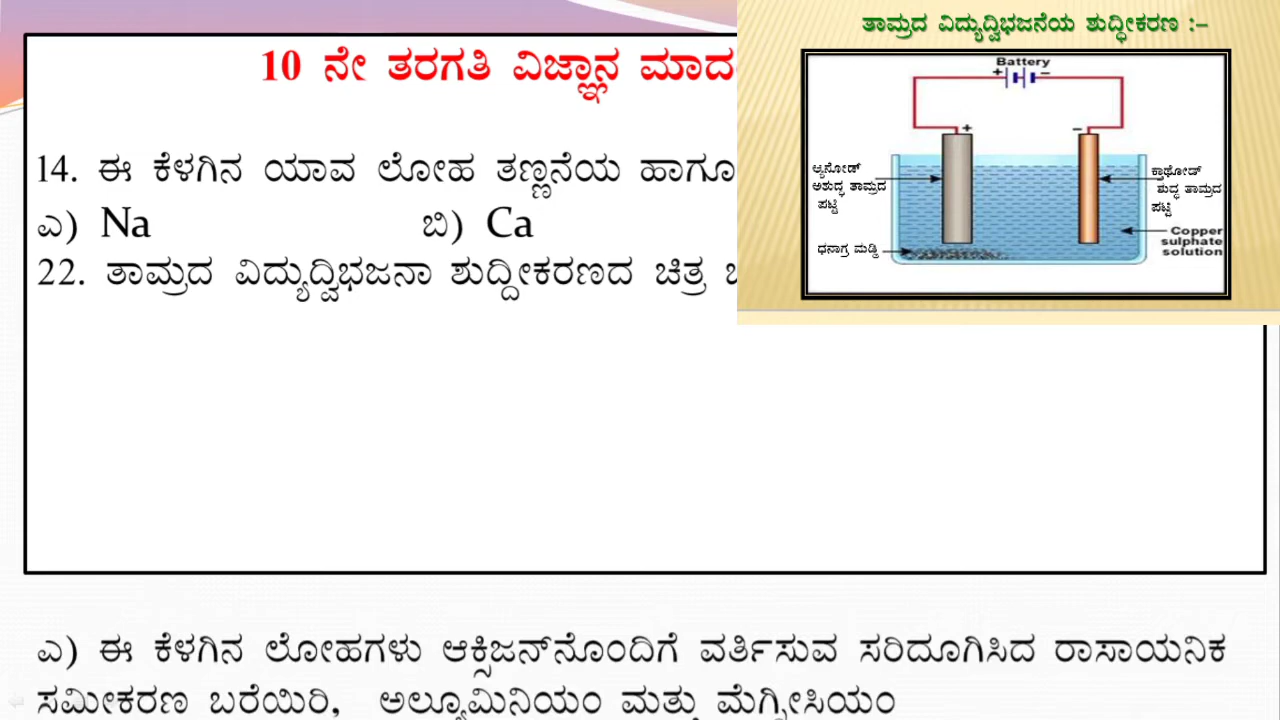 10 ನೇ ತರಗತಿ ವಿಜ್ಞಾನ ಮಾದ
14. ಈ ಕೆಳಗಿನ ಯಾವ ಲೋಹ ತಣ್ಣನೆಯ ಹಾಗೂ
ಎ) Na ಬಿ) Ca
22. ತಾಮ್ರದ ವಿದ್ಯುದ್ವಿಭಜನಾ ಶುದ್ದೀಕರಣದ ಚಿತ್ರ
ತಾಮ್ರದ ವಿದ್ಯುದ್ವಿಭಜನೆಯ ಶುದ್ಧೀಕರಣ :–
Battery
+ –
+ –
ಆ್ಯನೋಡ್
ಅಶುದ್ಧ ತಾಮ್ರದ
ಪಟ್ಟಿ
ಧನಾಗ್ರ ಮಡ್ಡಿ
ಕ್ಯಾಥೋಡ್
ಶುದ್ಧ ತಾಮ್ರದ
ಪಟ್ಟಿ
Copper
sulphate
solution
ಎ) ಈ ಕೆಳಗಿನ ಲೋಹಗಳು ಆಕ್ಸಿಜನ್‌ನೊಂದಿಗೆ ವರ್ತಿಸುವ ಸರಿದೂಗಿಸಿದ ರಾಸಾಯನಿಕ
ಸಮೀಕರಣ ಬರೆಯಿರಿ, ಅಲ್ಯೂಮಿನಿಯಂ ಮತ್ತು ಮೆಗ್ನೀಸಿಯಂ